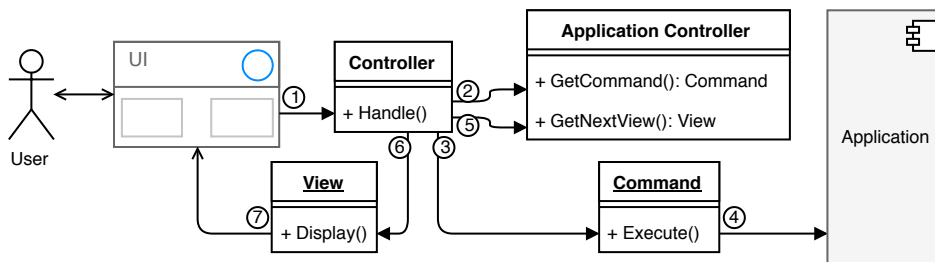 User
UI
1
Controller
+ Handle()
2
5
Application Controller
+ GetCommand(): Command
+ GetNextView(): View
Application
6
3
View
+ Display()
7
Command
+ Execute()
4